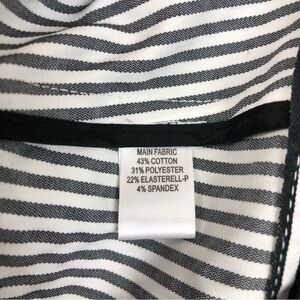 MAIN FABRIC
43% COTTON
31% POLYESTER
22% ELASTERELL-P
4% SPANDEX